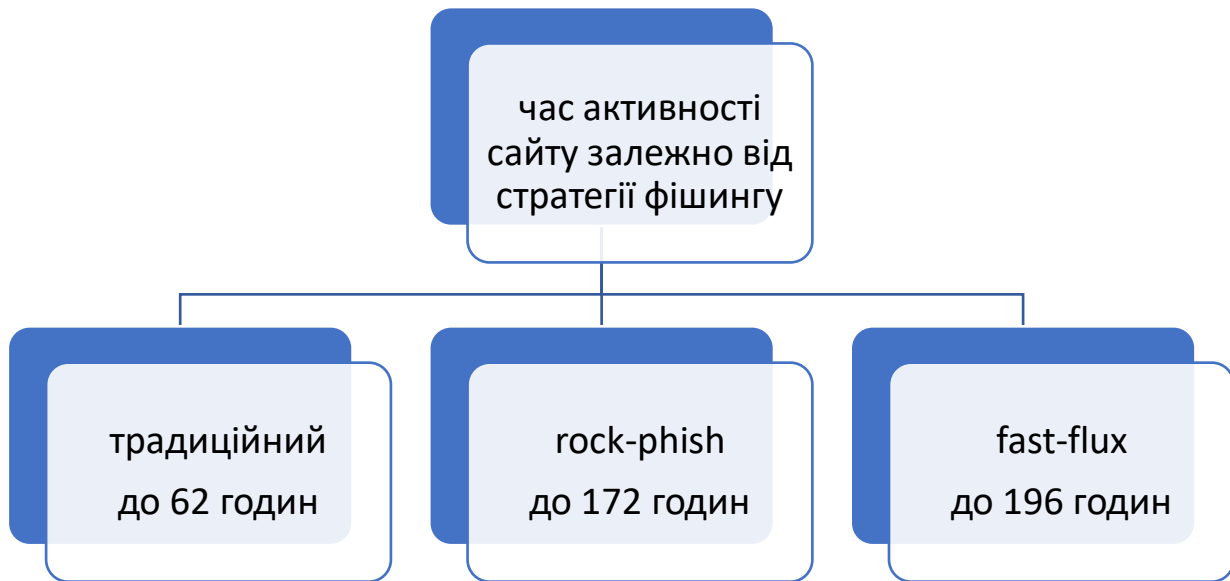 час активності
сайту залежно від
стратегії фішингу
традиційний
до 62 годин
rock-phish
до 172 годин
fast-flux
до 196 годин